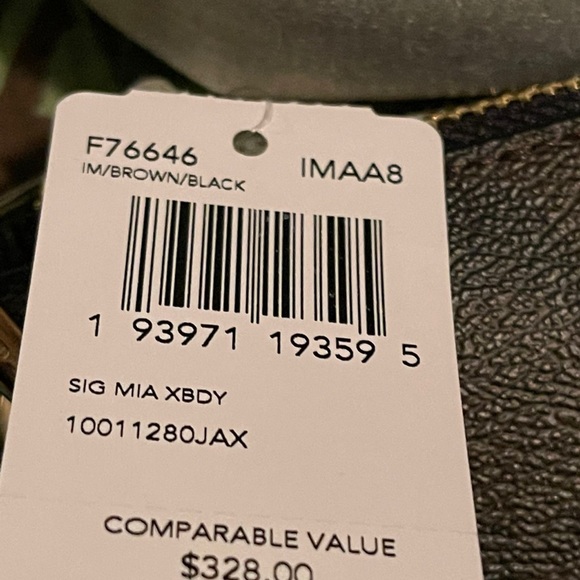 F76646 IMAA8
IM/BROWN/BLACK
1 93971 19359 5
SIG MIA XBDY
10011280JAX
COMPARABLE VALUE
$328.00